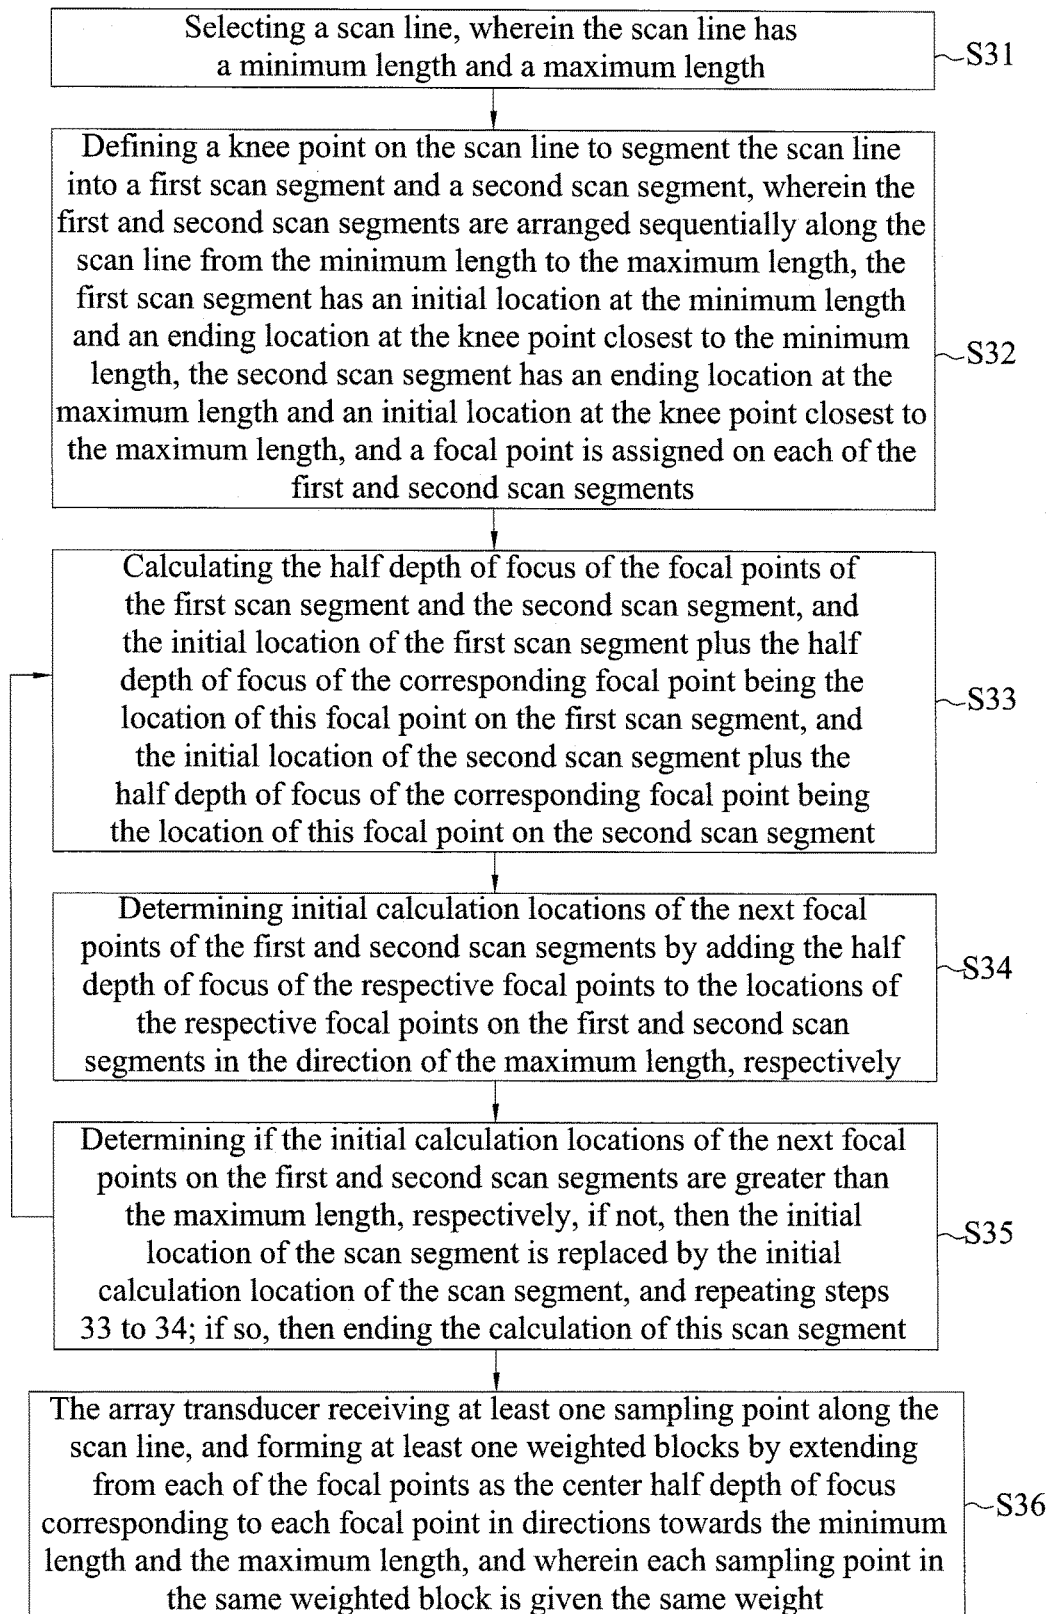 Selecting a scan line, wherein the scan line has
a minimum length and a maximum length
S31
Defining a knee point on the scan line to segment the scan line
into a first scan segment and a second scan segment, wherein the
first and second scan segments are arranged sequentially along the
scan line from the minimum length to the maximum length, the
first scan segment has an initial location at the minimum length
and an ending location at the knee point closest to the minimum
length, the second scan segment has an ending location at the
maximum length and an initial location at the knee point closest to
the maximum length, and a focal point is assigned on each of the
first and second scan segments
S32
Calculating the half depth of focus of the focal points of
the first scan segment and the second scan segment, and
the initial location of the first scan segment plus the half
depth of focus of the corresponding focal point being the
location of this focal point on the first scan segment, and
the initial location of the second scan segment plus the
half depth of focus of the corresponding focal point being
the location of this focal point on the second scan segment
S33
Determining initial calculation locations of the next focal
points of the first and second scan segments by adding the half
depth of focus of the respective focal points to the locations of
the respective focal points on the first and second scan
segments in the direction of the maximum length, respectively
S34
Determining if the initial calculation locations of the next focal
points on the first and second scan segments are greater than
the maximum length, respectively, if not, then the initial
location of the scan segment is replaced by the initial
calculation location of the scan segment, and repeating steps
33 to 34; if so, then ending the calculation of this scan segment
S35
The array transducer receiving at least one sampling point along the
scan line, and forming at least one weighted blocks by extending
from each of the focal points as the center half depth of focus
corresponding to each focal point in directions towards the minimum
length and the maximum length, and wherein each sampling point in
the same weighted block is given the same weight
S36